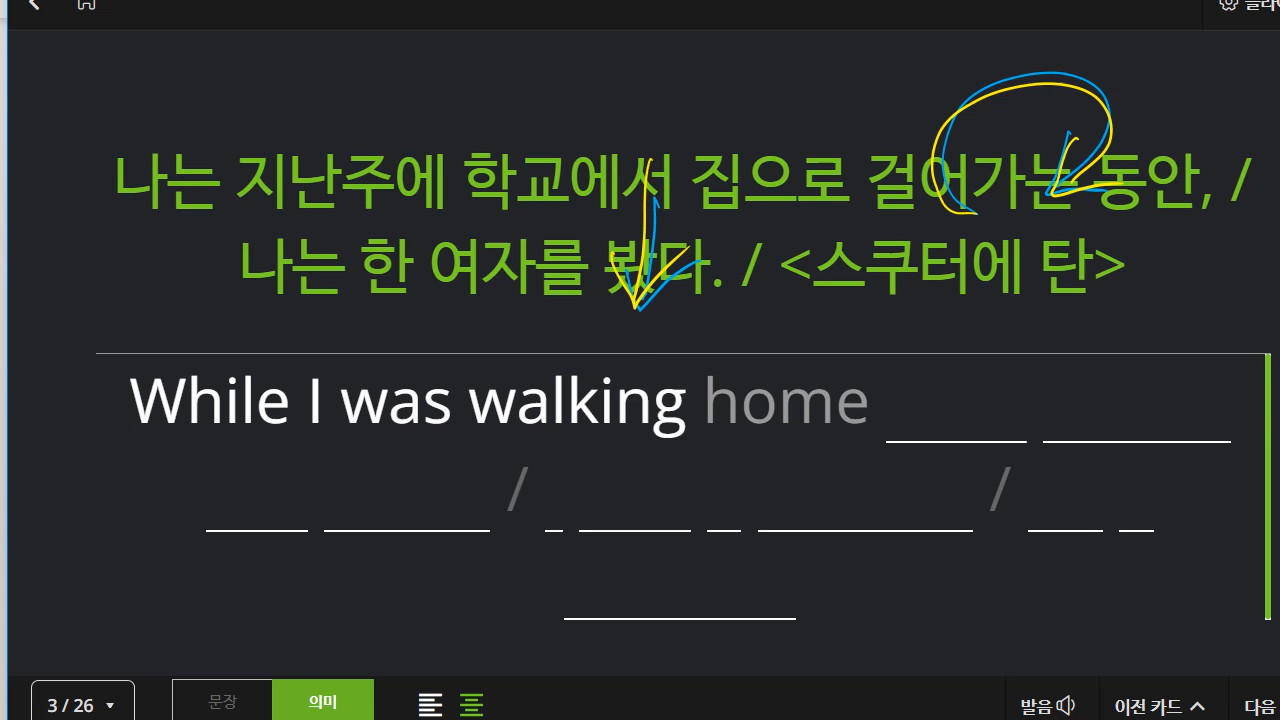 나는 지난주에 학교에서 집으로 걸어가는 동안, /
나는 한 여자를 봤다. / <스쿠터에 탄>
While I was walking home
/ /
3 / 26 문장 의미 발음 이전 카드 다음